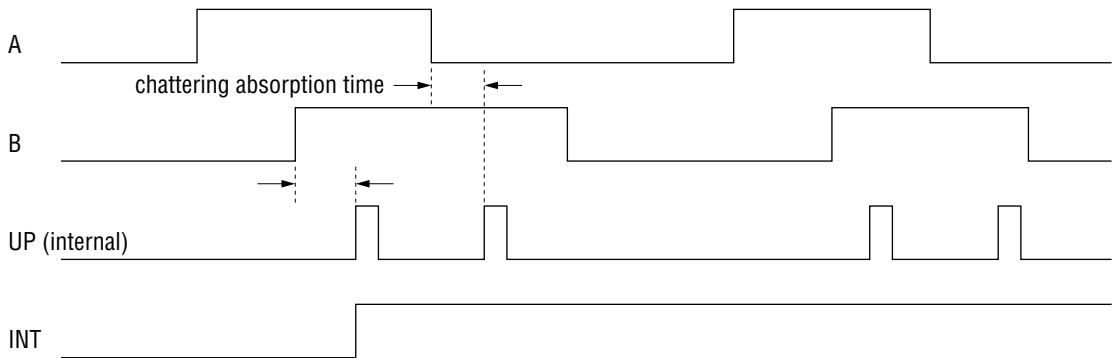 A
chattering absorption time
B
UP (internal)
INT